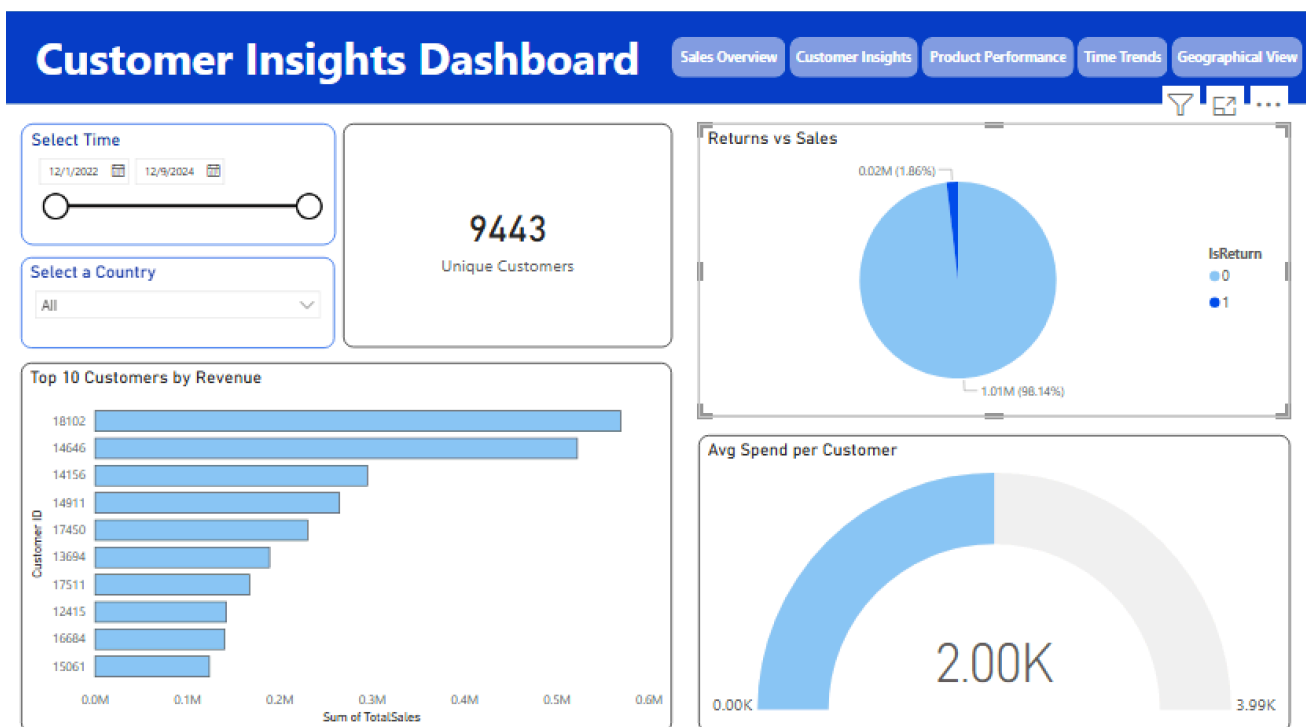 Customer Insights Dashboard
Sales Overview
Customer Insights
Product Performance
Time Trends
Geographical View
Select Time
12/1/2022
12/9/2024
Select a Country
All
9443
Unique Customers
Returns vs Sales
0.02M (1.86%)
1.01M (98.14%)
IsReturn
0
1
Top 10 Customers by Revenue
Customer ID
18102
14646
14156
14911
17450
13694
17511
12415
16684
15061
0.0M 0.1M 0.2M 0.3M 0.4M 0.5M 0.6M
Sum of TotalSales
Avg Spend per Customer
2.00K
0.00K
3.99K